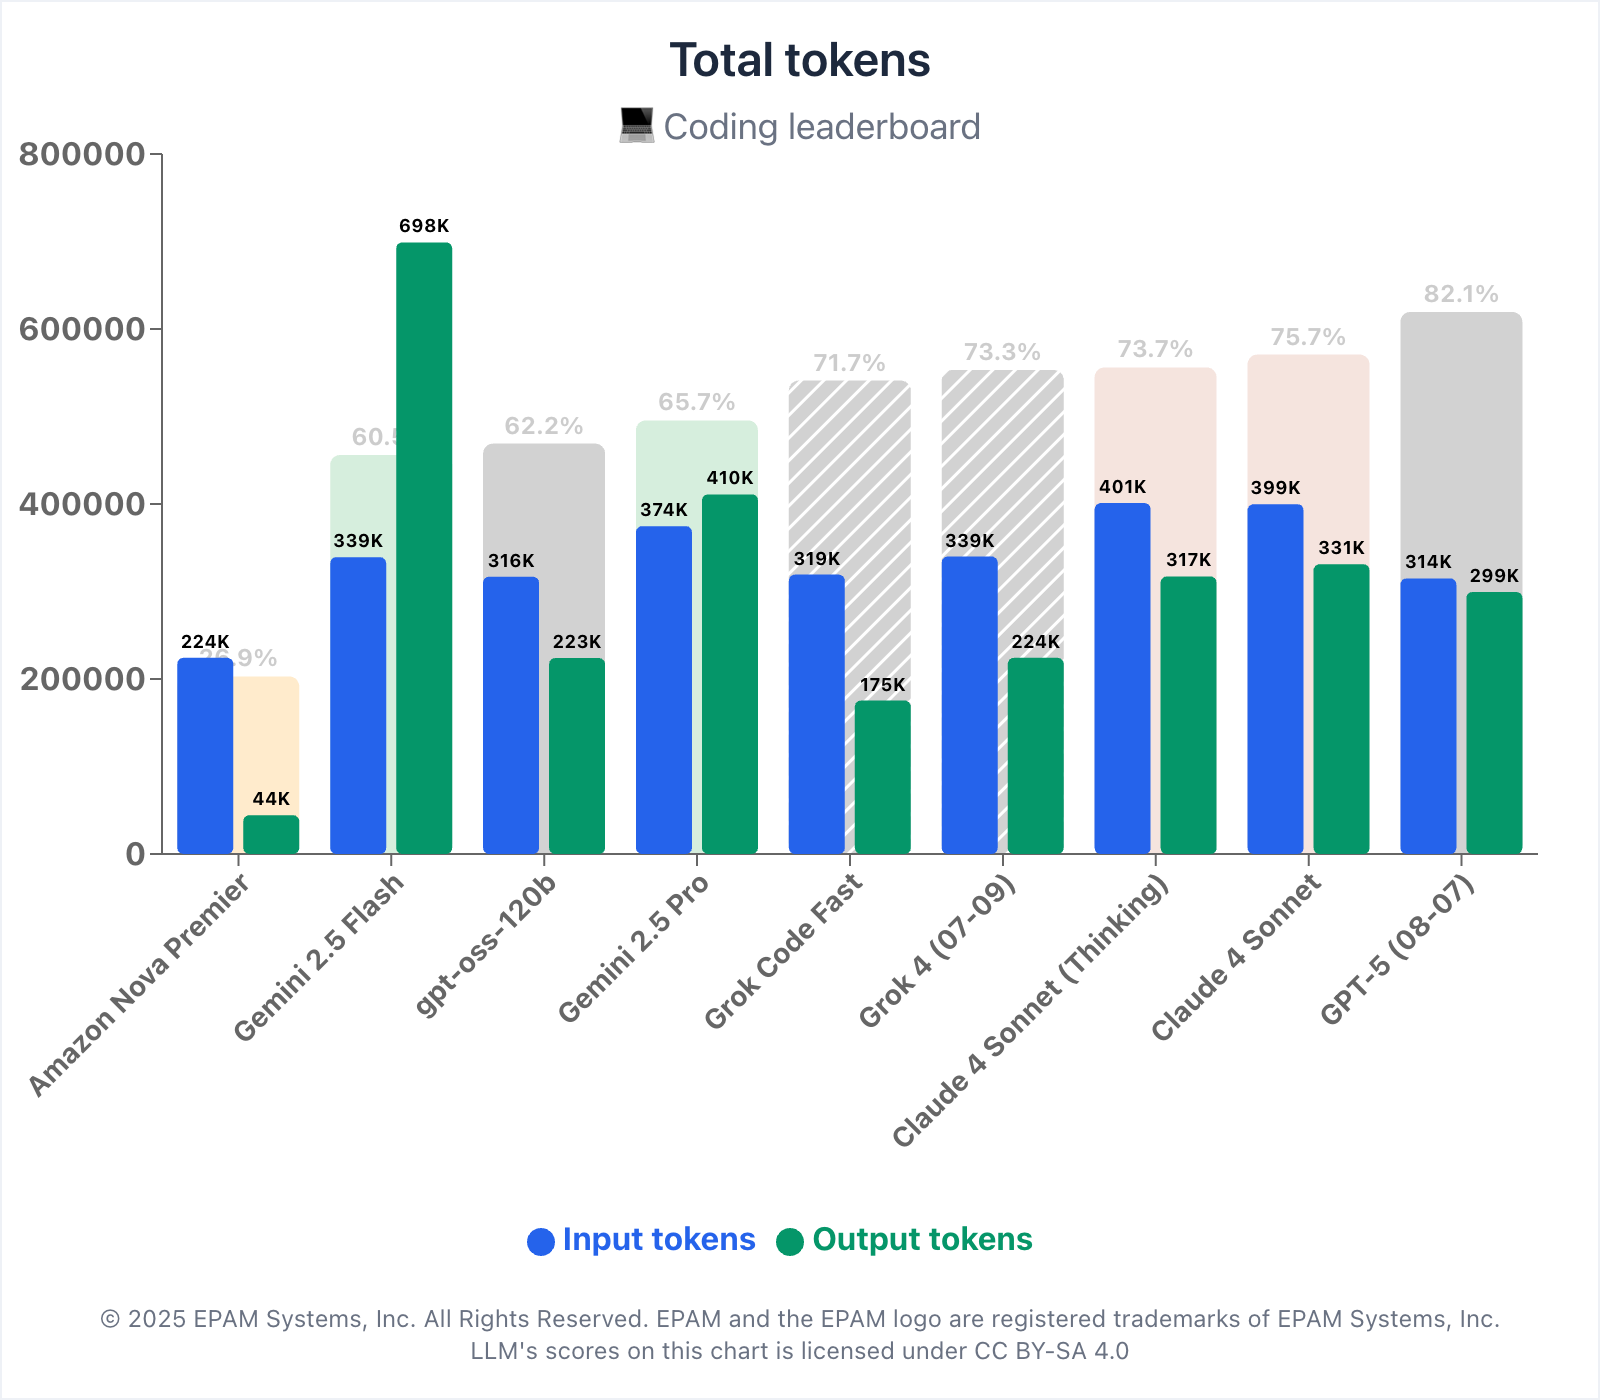 Total tokens
Coding leaderboard
800000
600000
400000
200000
0
698K
82.1%
75.7%
73.7%
73.3%
71.7%
65.7%
62.2%
410K
401K
399K
374K
339K
339K
319K
316K
331K
317K
314K
299K
224K
223K
224K
175K
44K
Amazon Nova Premier
Gemini 2.5 Flash
gpt-oss-120b
Gemini 2.5 Pro
Grok Code Fast
Grok 4 (07-09)
Claude 4 Sonnet (Thinking)
Claude 4 Sonnet
GPT-5 (08-07)
Input tokens Output tokens
© 2025 EPAM Systems, Inc. All Rights Reserved. EPAM and the EPAM logo are registered trademarks of EPAM Systems, Inc.
LLM's scores on this chart is licensed under CC BY-SA 4.0